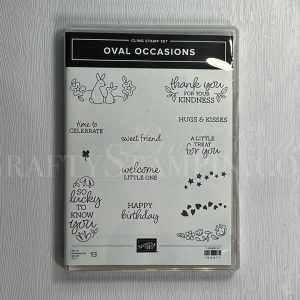 CLING STAMP SET
OVAL OCCASIONS
thank you
FOR YOUR
KINDNESS
time to
CELEBRATE
HUGS & KISSES
sweet friend
A LITTLE
TREAT
for you
welcome
LITTLE ONE
SO
lucky
TO
KNOW
you
HAPPY
birthday
13